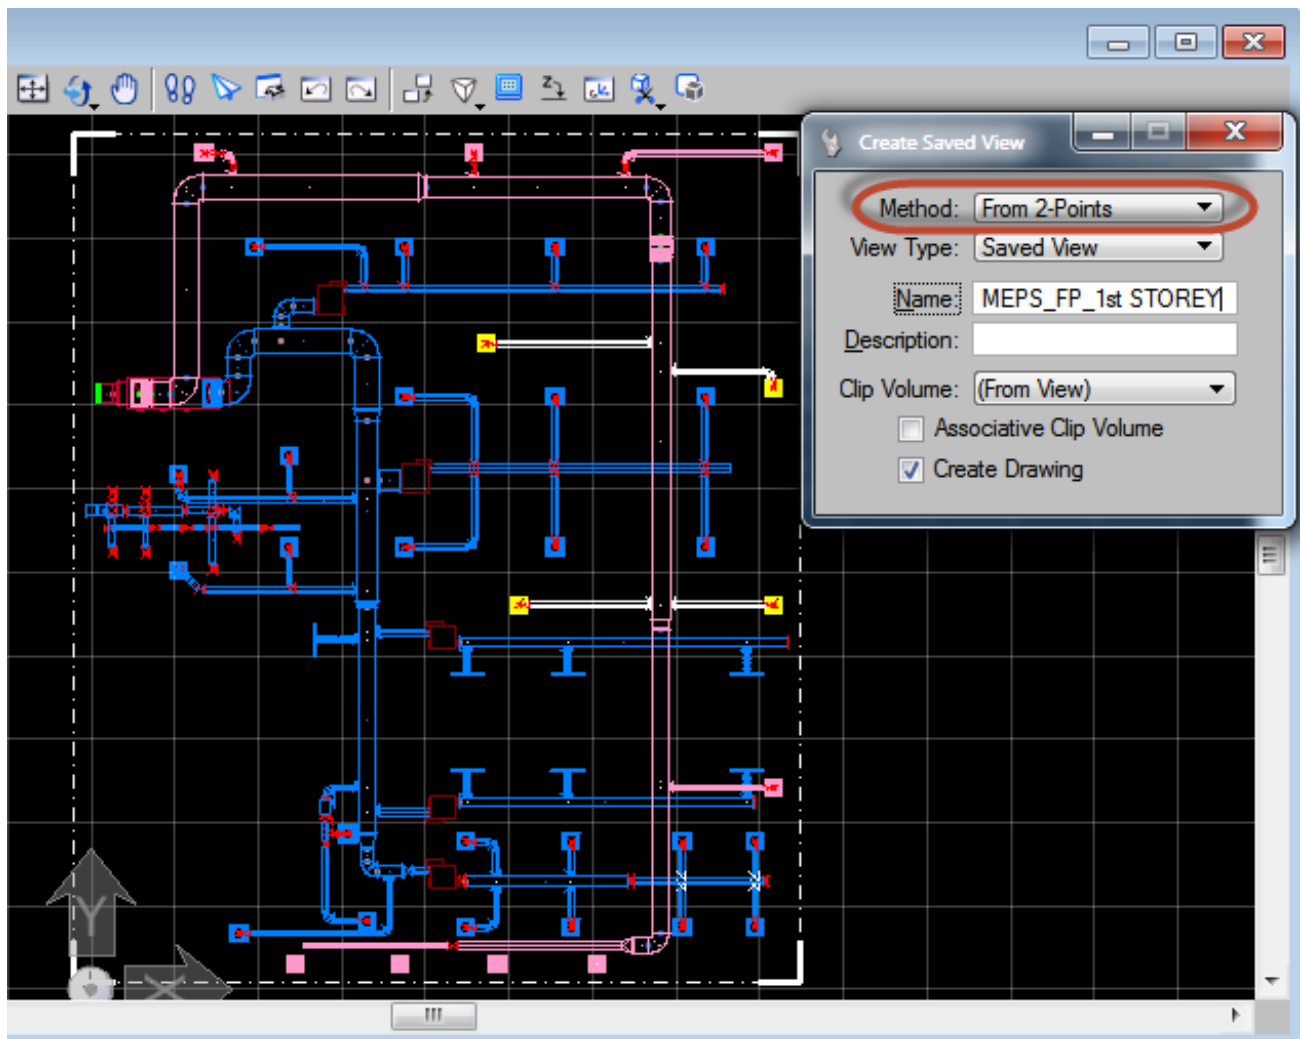 Create Saved View
Method: From 2-Points
View Type: Saved View
Name: MEPS_FP_1st STOREY
Description:
Clip Volume: (From View)
Associative Clip Volume
Create Drawing
Y
X